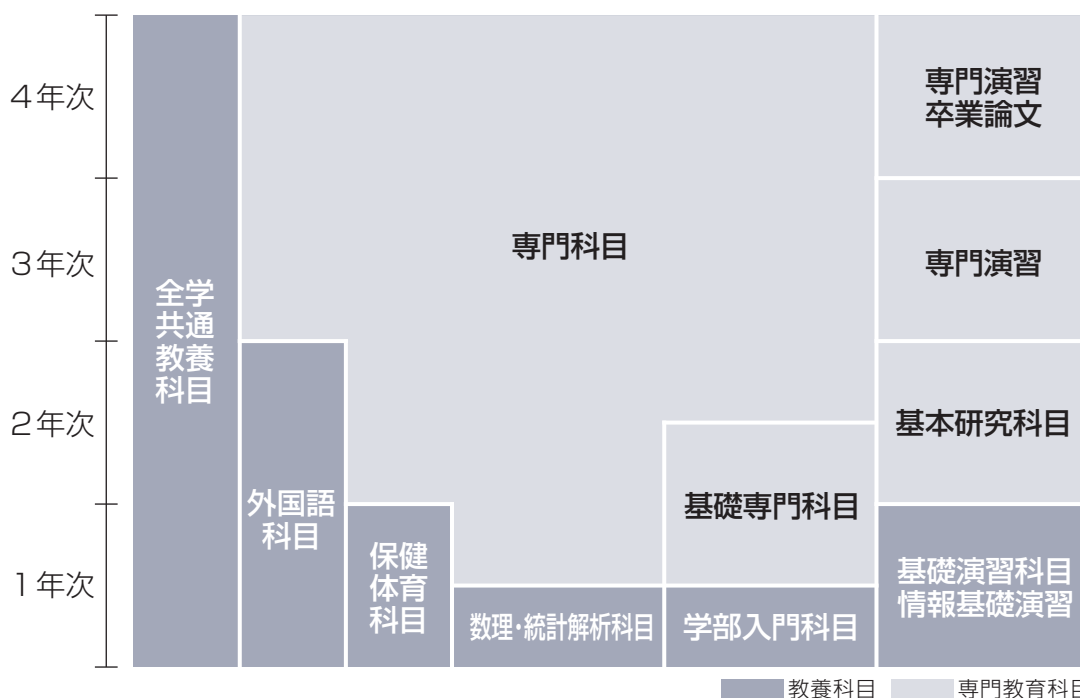 4年次
3年次
2年次
1年次
全学
共通
教養
科目
外国語
科目
保健
体育
科目
数理・統計解析科目
学部入門科目
基礎専門科目
専門科目
専門演習
卒業論文
専門演習
基本研究科目
基礎演習科目
情報基礎演習
教養科目
専門教育科目